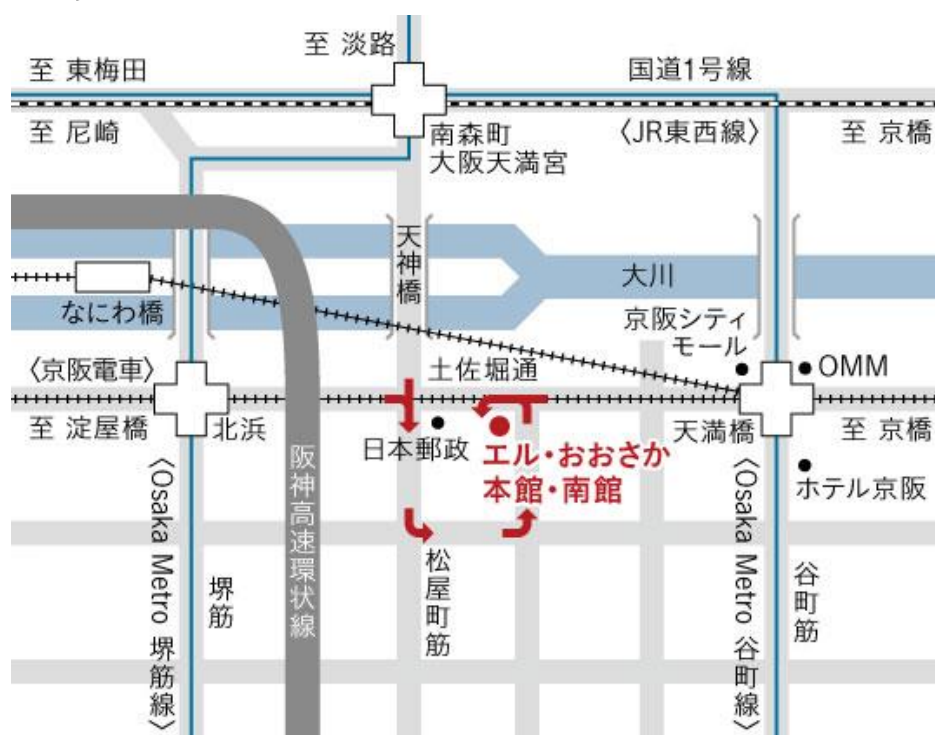 至 淡路
至 東梅田
国道1号線
至 尼崎
南森町
大阪天満宮
〈JR東西線〉
至 京橋
天神橋
大川
なにわ橋
京阪シティ
モール
〈京阪電車〉
土佐堀通
OMM
至 淀屋橋
北浜
日本郵政
エル・おおさか
本館・南館
天満橋
至 京橋
ホテル京阪
阪神高速環状線
〈Osaka Metro 堺筋線〉
堺筋
松屋町筋
〈Osaka Metro 谷町線〉
谷町筋